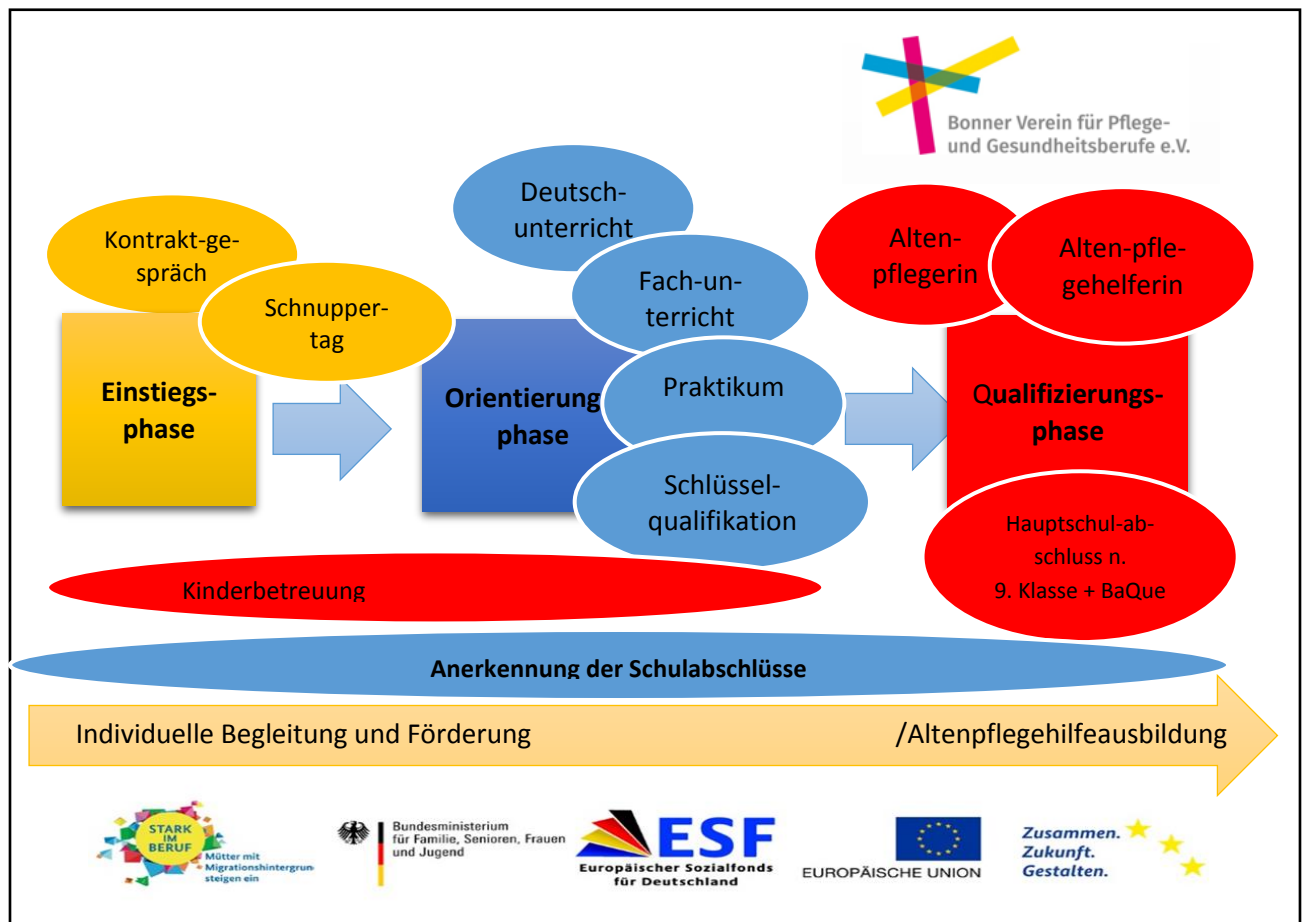 Bonner Verein für Pflege-
und Gesundheitsberufe e.V.
Kontrakt-ge-
spräch
Schnupper-
tag
Einstiegs-
phase
Deutsch-
unterricht
Fach-un-
terricht
Praktikum
Schlüssel-
qualifikation
Orientierung
phase
Alten-
pflegerin
Alten-pfle-
gehelferin
Qualifizierungs-
phase
Hauptschul-ab-
schluss n.
9. Klasse + BaQue
Kinderbetreuung
Anerkennung der Schulabschlüsse
Individuelle Begleitung und Förderung /Altenpflegehilfeausbildung
STARK
IM
BERUF
Mütter mit
Migrationshintergrun
steigen ein
Bundesministerium
für Familie, Senioren, Frauen
und Jugend
ESF
Europäischer Sozialfonds
für Deutschland
EUROPÄISCHE UNION
Zusammen.
Zukunft.
Gestalten.